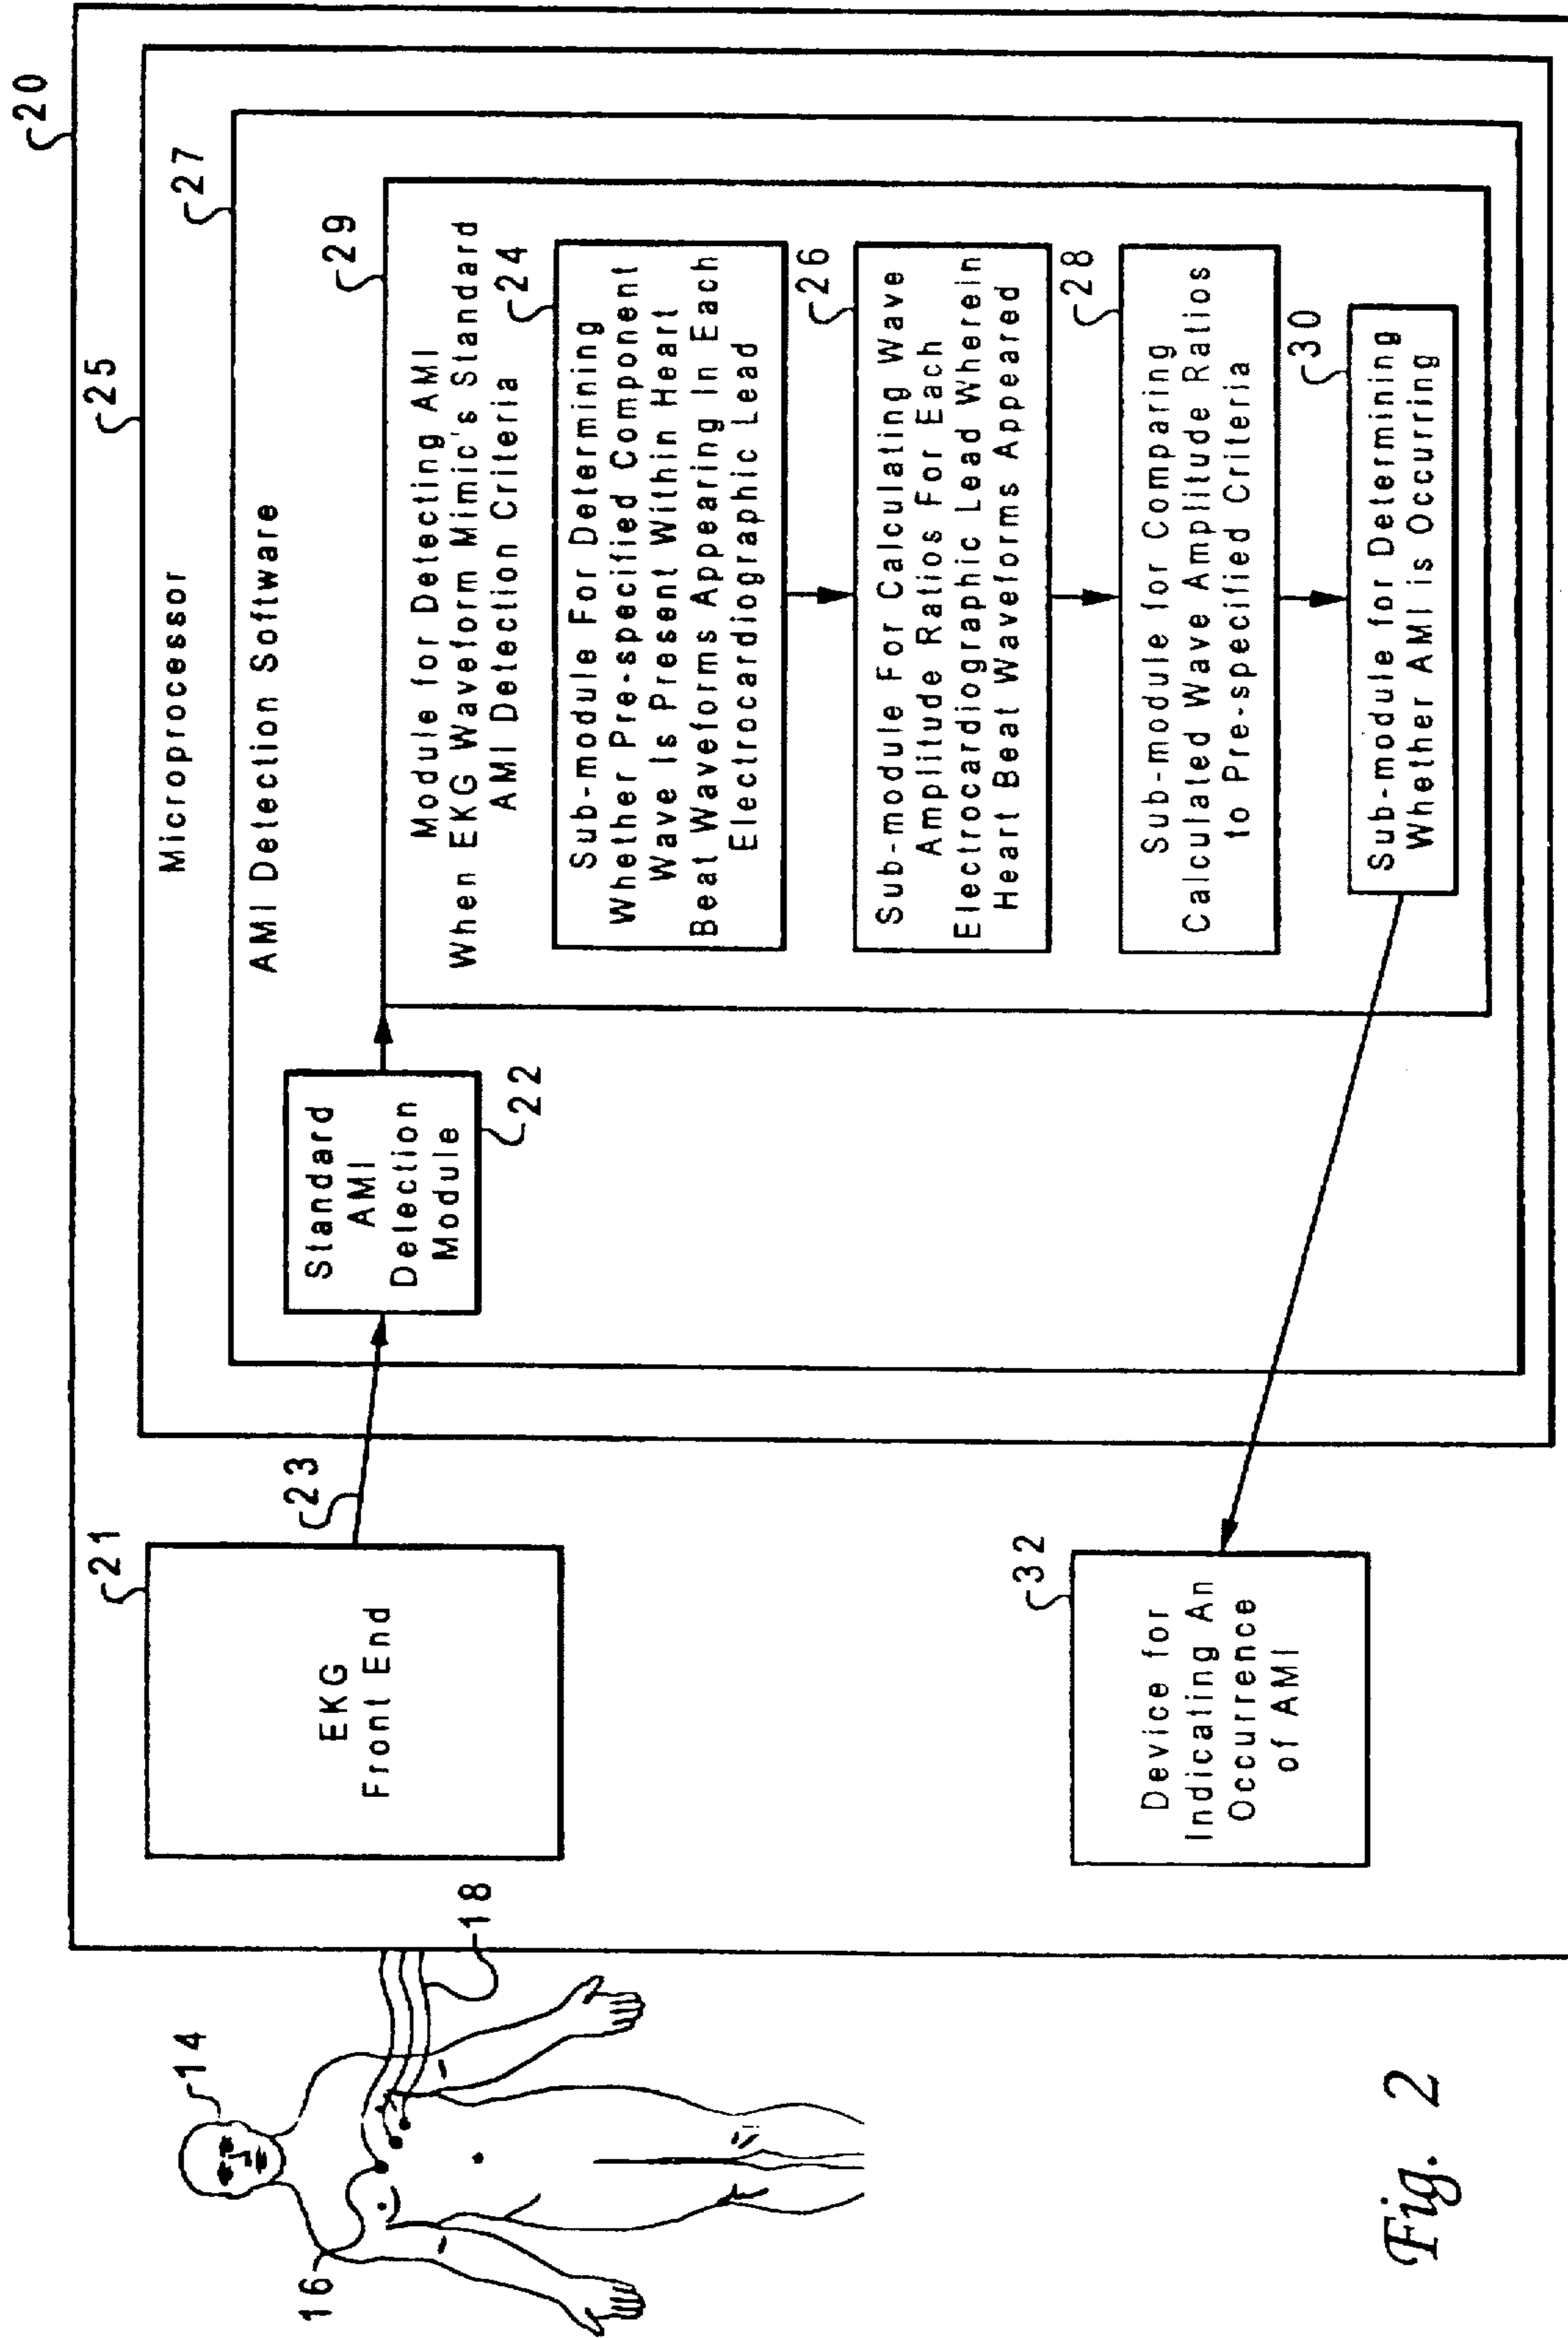 14
16
18
20
21
EKG
Front End
23
25
Microprocessor
27
AMI Detection Software
Standard
AMI
Detection
Module
22
29
Module for Detecting AMI
When EKG Waveform Mimic's Standard
AMI Detection Criteria
24
Sub-module For Determining
Whether Pre-specified Component
Wave Is Present Within Heart
Beat Waveforms Appearing In Each
Electrocardiographic Lead
26
Sub-module For Calculating Wave
Amplitude Ratios For Each
Electrocardiographic Lead Wherein
Heart Beat Waveforms Appeared
28
Sub-module for Comparing
Calculated Wave Amplitude Ratios
to Pre-specified Criteria
30
Sub-module for Determining
Whether AMI is Occurring
32
Device for
Indicating An
Occurrence
of AMI
Fig. 2